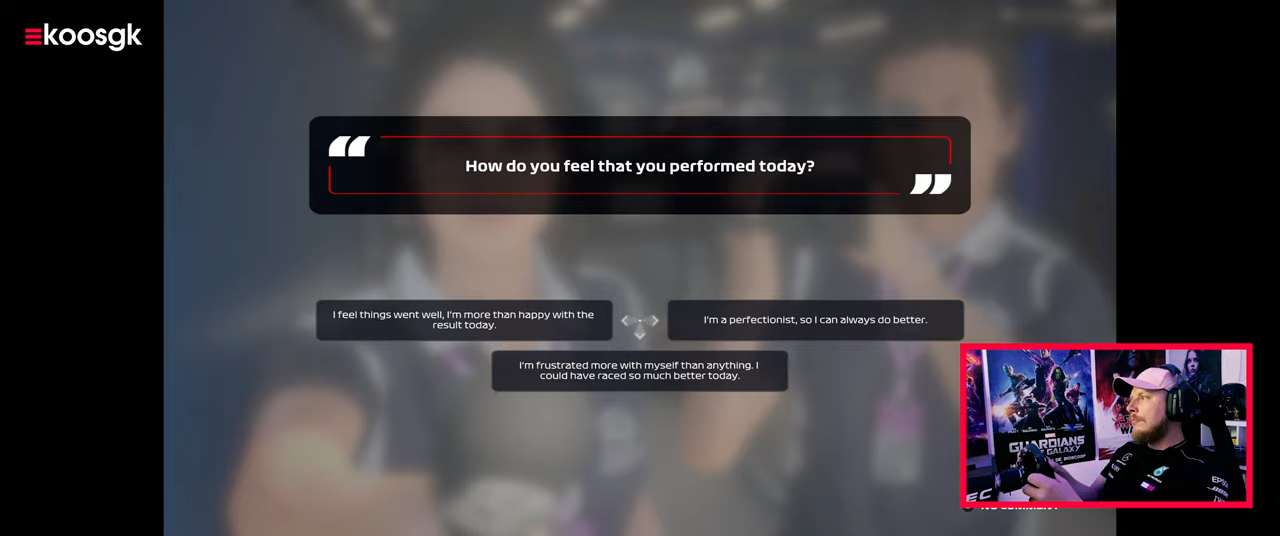 koosgk
How do you feel that you performed today?
I feel things went well, I'm more than happy with the
result today.
I'm a perfectionist, so I can always do better.
I'm frustrated more with myself than anything. I
could have raced so much better today.
GUARDIANS
GALAXY
EPSON